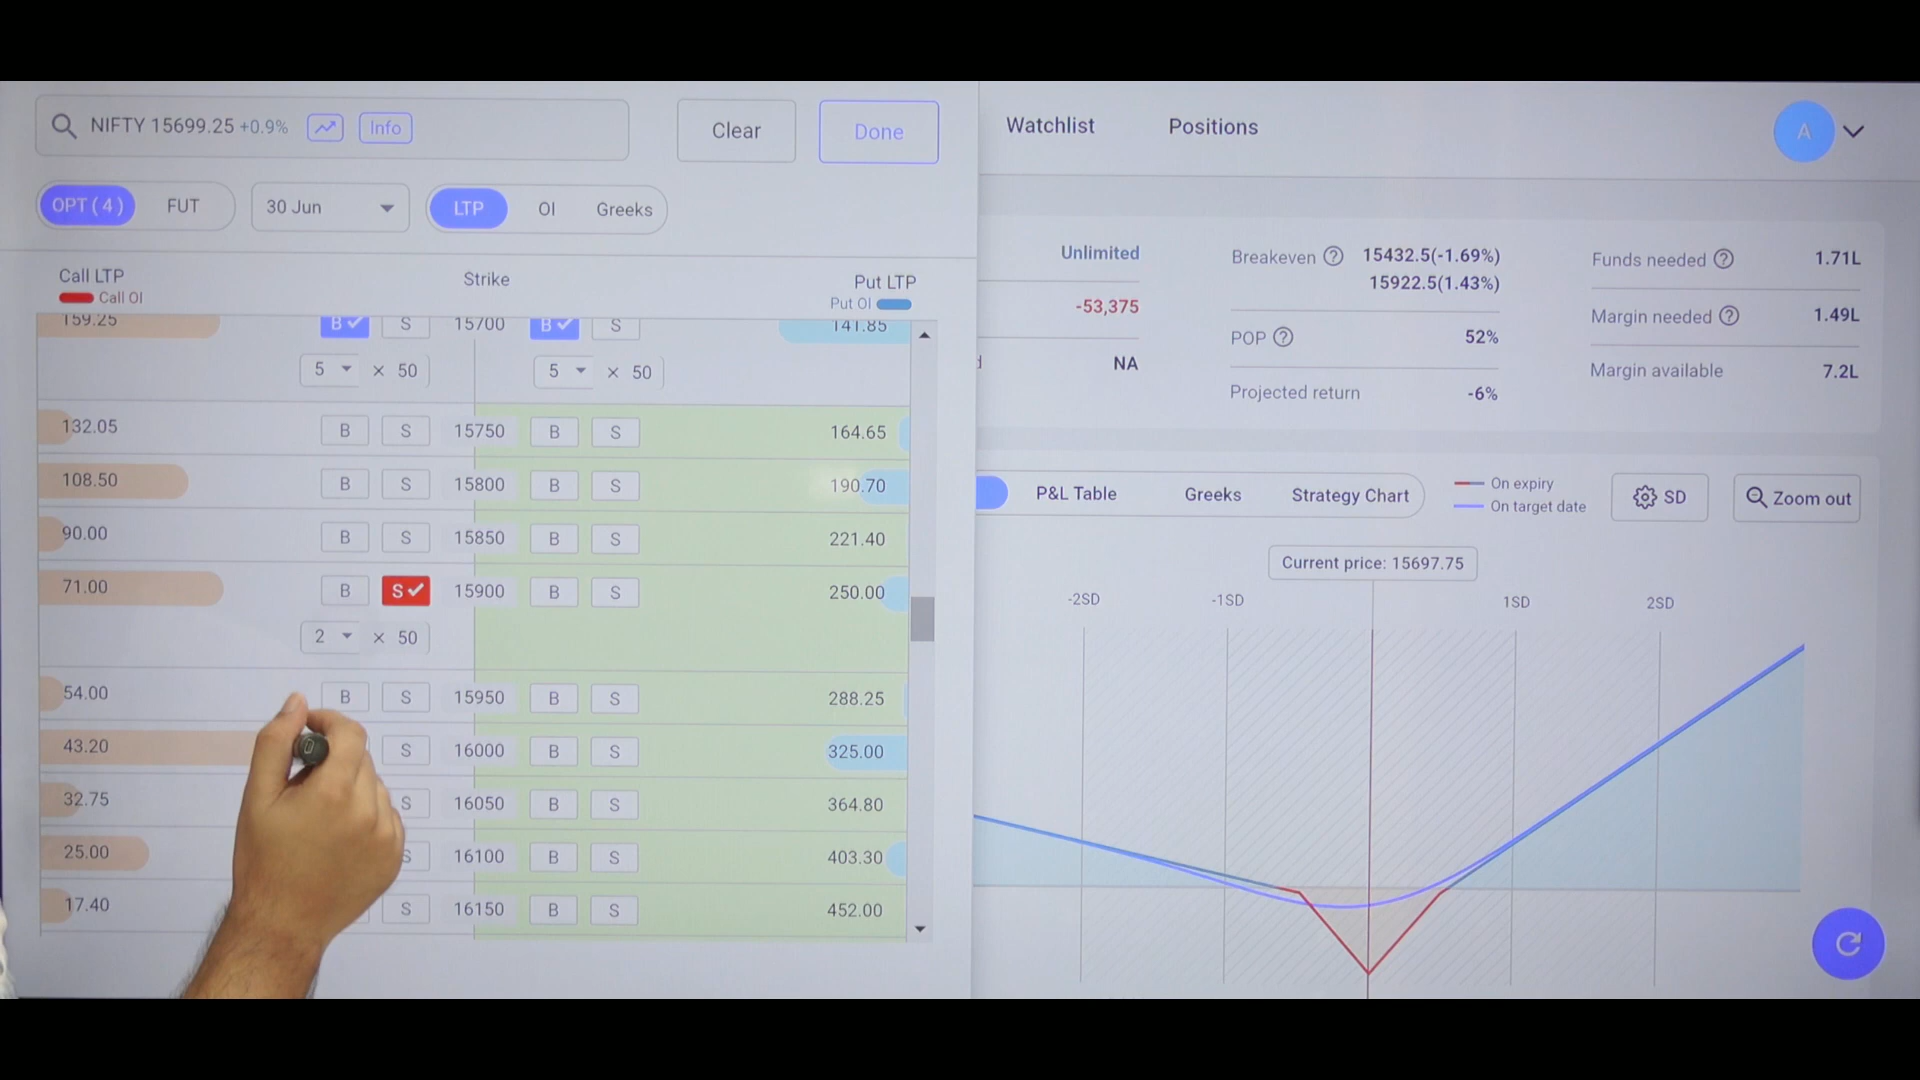 NIFTY 15699.25 +0.9% Info
Clear
Done
Watchlist
Positions
A
OPT ( 4 )
FUT
30 Jun
LTP
OI
Greeks
Call LTP
Call OI
Strike
Put LTP
Put OI
159.25 B S 15700 B S 141.85
5 × 50 5 × 50
132.05 B S 15750 B S 164.65
108.50 B S 15800 B S 190.70
90.00 B S 15850 B S 221.40
71.00 B S 15900 B S 250.00
2 × 50
54.00 B S 15950 B S 288.25
43.20 S 16000 B S 325.00
32.75 S 16050 B S 364.80
25.00 S 16100 B S 403.30
17.40 S 16150 B S 452.00
Unlimited
-53,375
NA
Breakeven ? 15432.5(-1.69%)
15922.5(1.43%)
POP ? 52%
Projected return -6%
Funds needed ? 1.71L
Margin needed ? 1.49L
Margin available 7.2L
P&L Table
Greeks
Strategy Chart
On expiry
On target date
SD
Zoom out
Current price: 15697.75
-2SD
-1SD
1SD
2SD